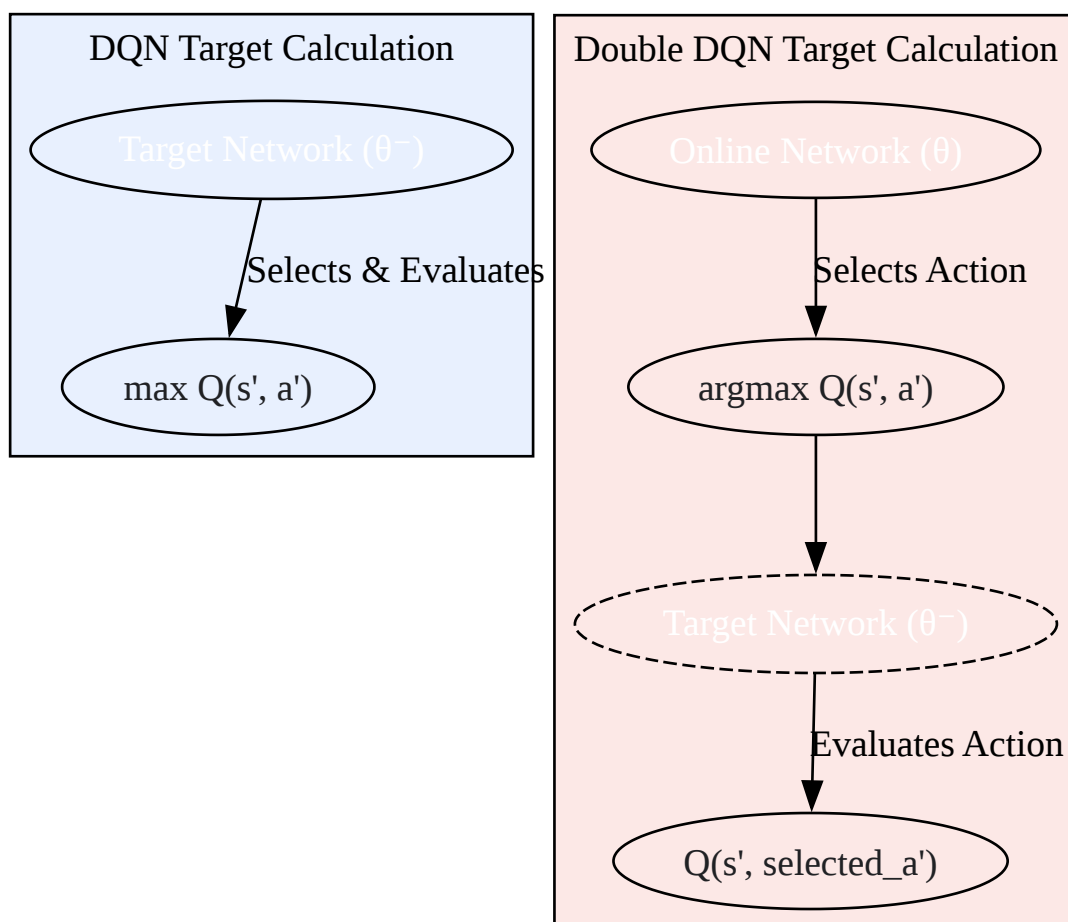 DQN Target Calculation
Target Network (θ⁻)
Selects & Evaluates
max Q(s', a')
Double DQN Target Calculation
Online Network (θ)
Selects Action
argmax Q(s', a')
Target Network (θ⁻)
Evaluates Action
Q(s', selected_a')